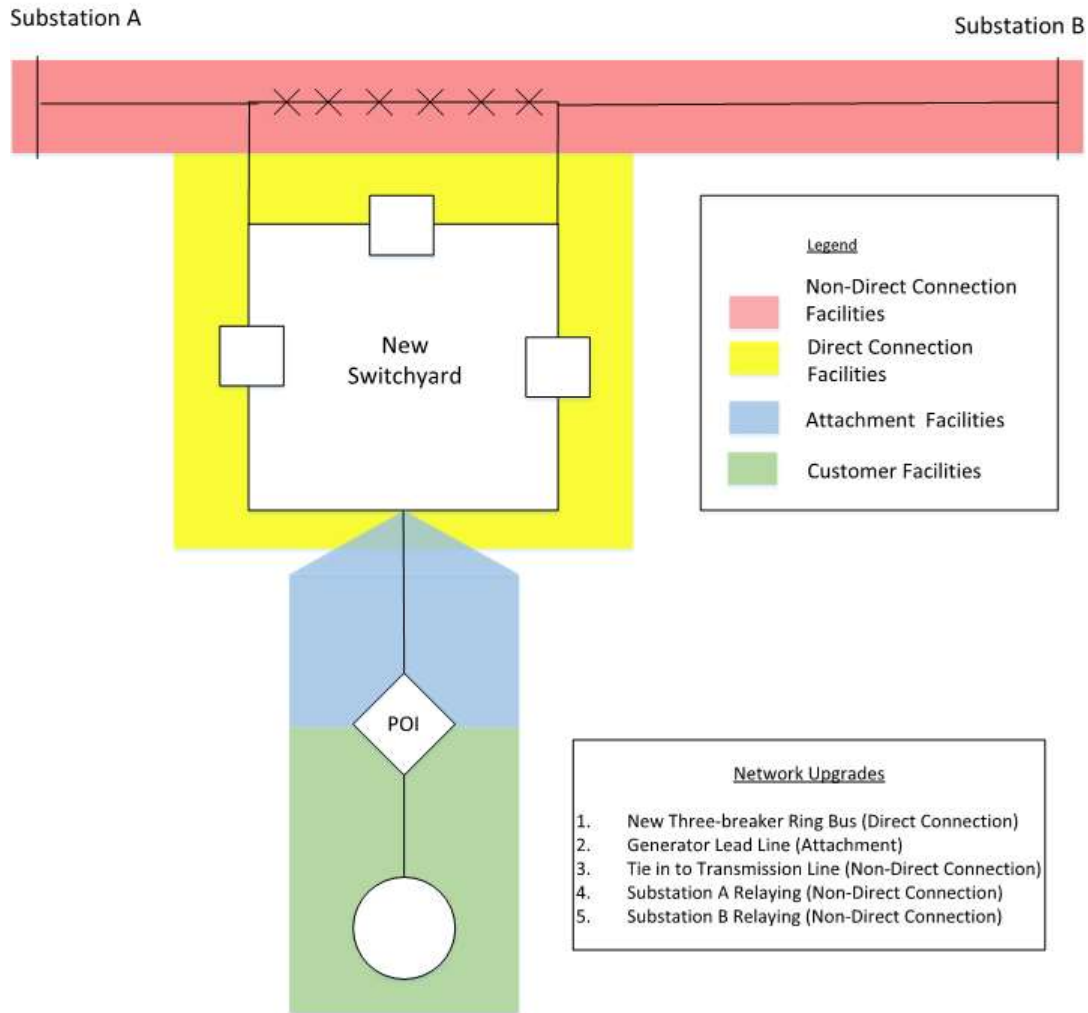 Substation A
Substation B
Legend
Non-Direct Connection
Facilities
Direct Connection
Facilities
Attachment Facilities
Customer Facilities
New
Switchyard
POI
Network Upgrades
1. New Three-breaker Ring Bus (Direct Connection)
2. Generator Lead Line (Attachment)
3. Tie in to Transmission Line (Non-Direct Connection)
4. Substation A Relaying (Non-Direct Connection)
5. Substation B Relaying (Non-Direct Connection)